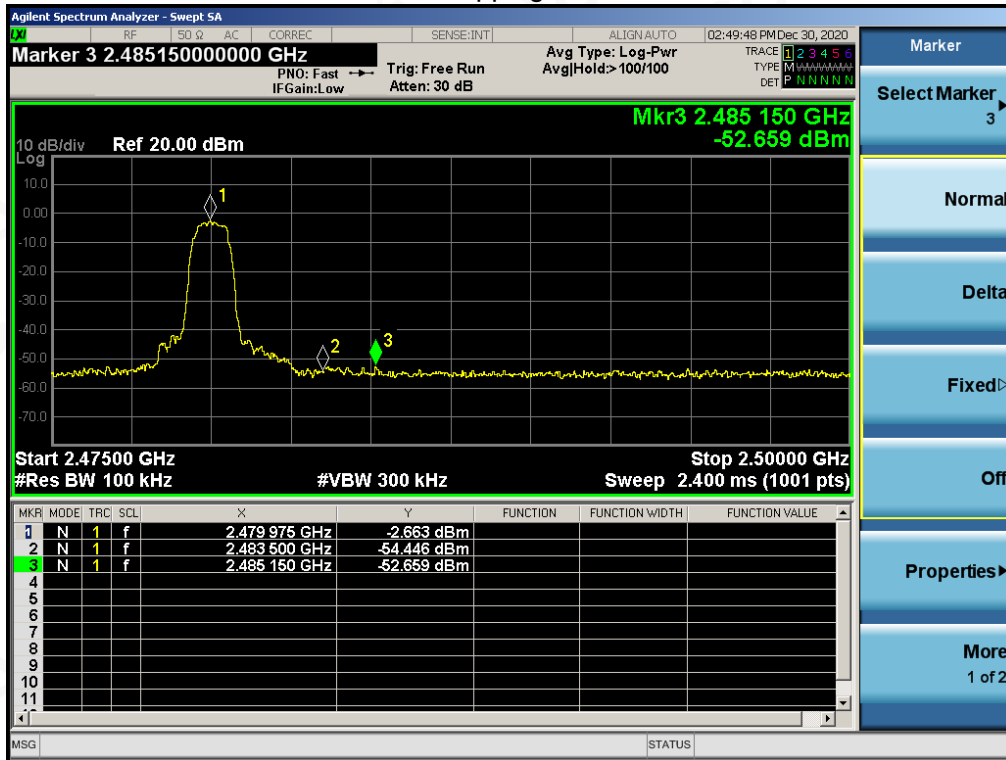 Agilent Spectrum Analyzer - Swept SA
LXI RF 50 Ω AC CORREC SENSE:INT ALIGN AUTO 02:49:48 PM Dec 30, 2020
Marker 3 2.485150000000 GHz
PNO: Fast
IFGain:Low
Trig: Free Run
Atten: 30 dB
Avg Type: Log-Pwr
Avg|Hold:>100/100
TRACE 1 2 3 4 5 6
TYPE M WWWWW
DET P N N N N N
Mkr3 2.485 150 GHz
-52.659 dBm
10 dB/div Ref 20.00 dBm
Log
10.0
0.00
-10.0
-20.0
-30.0
-40.0
-50.0
-60.0
-70.0
1
2
3
Start 2.47500 GHz Stop 2.50000 GHz
#Res BW 100 kHz #VBW 300 kHz Sweep 2.400 ms (1001 pts)
MKR MODE TRC SCL X Y FUNCTION FUNCTION WIDTH FUNCTION VALUE
1 N 1 f 2.479 975 GHz -2.663 dBm
2 N 1 f 2.483 500 GHz -54.446 dBm
3 N 1 f 2.485 150 GHz -52.659 dBm
4
5
6
7
8
9
10
11
MSG STATUS
Marker
Select Marker
3
Normal
Delta
Fixed
Off
Properties
More
1 of 2